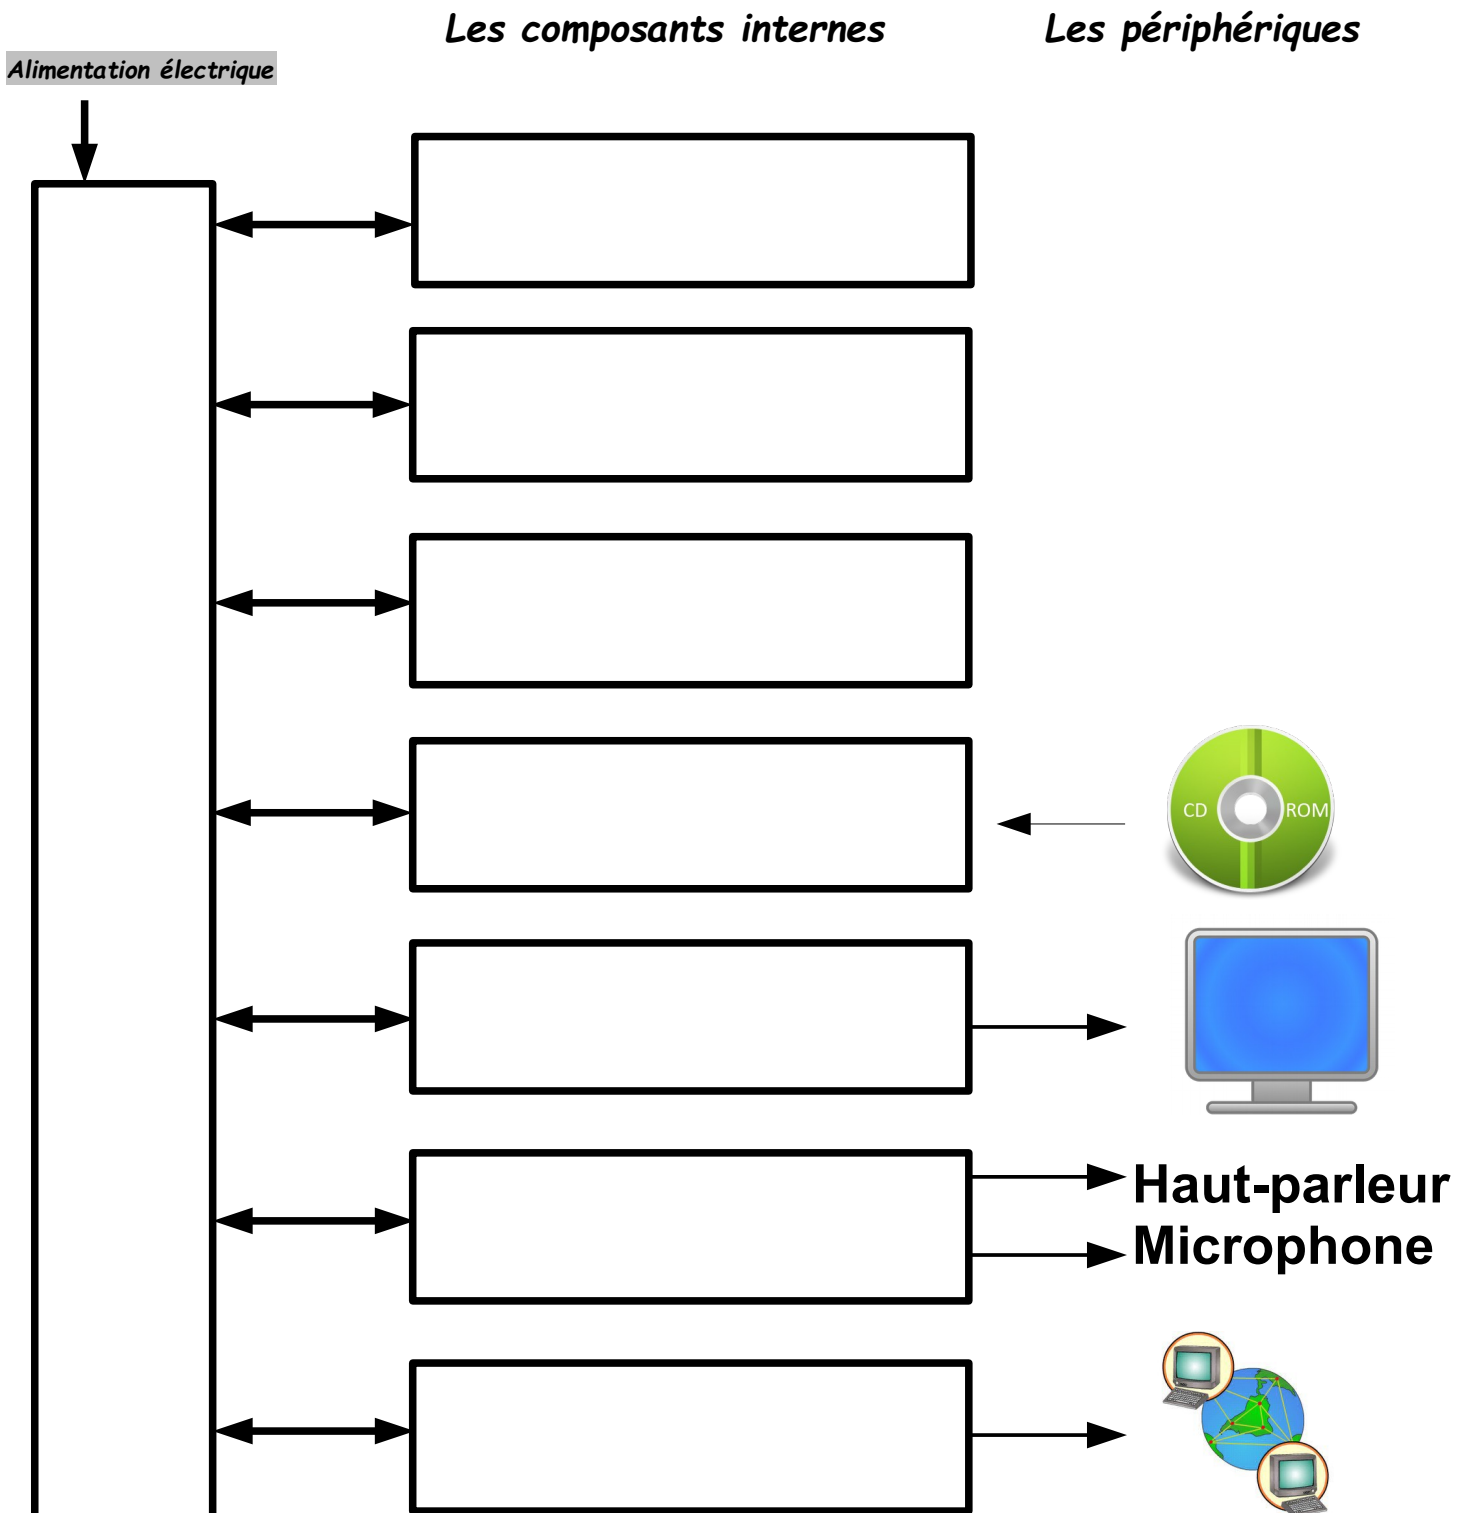 Les composants internes
Les périphériques
Alimentation électrique
CD ROM
Haut-parleur
Microphone